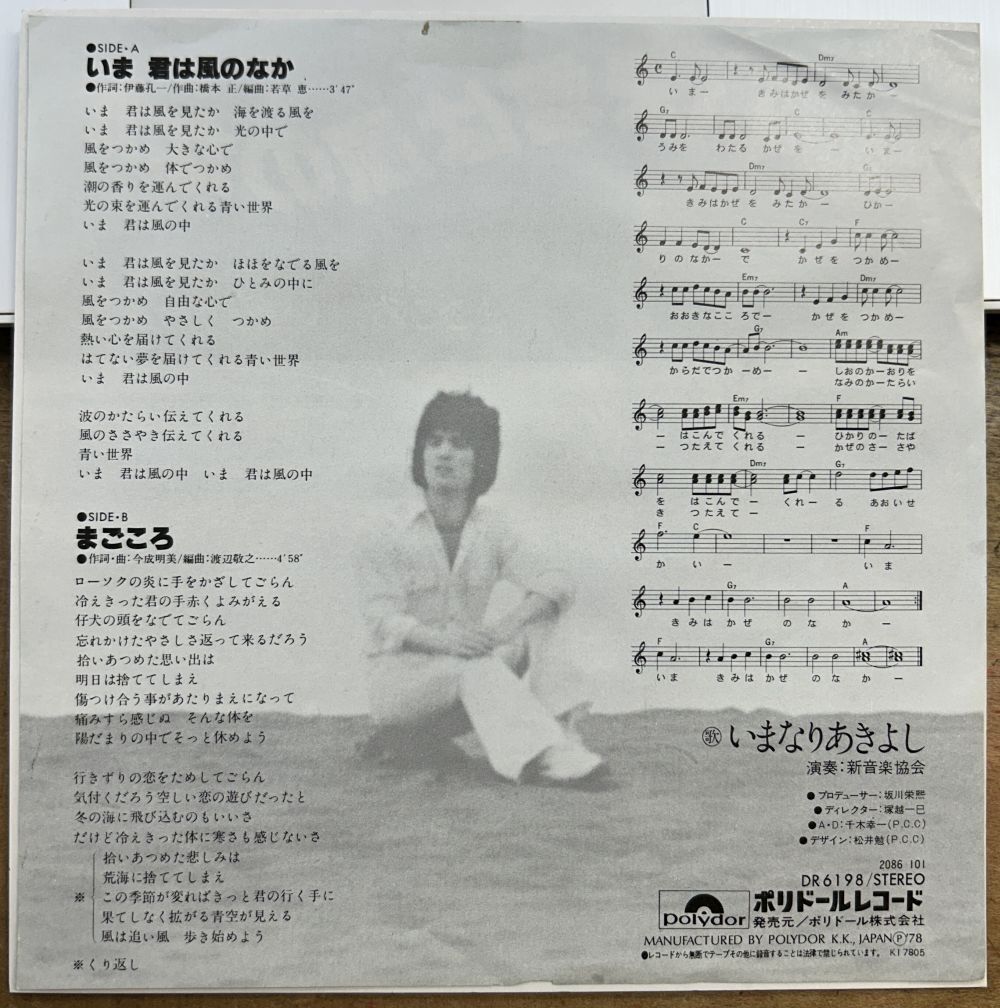 ●SIDE・A
いま 君は風のなか
●作詞:伊藤孔一/作曲:橋本 正/編曲:若草 恵……3'47"
いま 君は風を見たか 海を渡る風を
いま 君は風を見たか 光の中で
風をつかめ 大きな心で
風をつかめ 体でつかめ
潮の香りを運んでくれる
光の束を運んでくれる青い世界
いま 君は風の中
いま 君は風を見たか ほほをなでる風を
いま 君は風を見たか ひとみの中に
風をつかめ 自由な心で
風をつかめ やさしく つかめ
熱い心を届けてくれる
はてない夢を届けてくれる青い世界
いま 君は風の中
波のかたらい伝えてくれる
風のささやき伝えてくれる
青い世界
いま 君は風の中 いま 君は風の中
●SIDE・B
まごころ
●作詞・曲:今成明美/編曲:渡辺敬之……4'58"
ローソクの炎に手をかざしてごらん
冷えきった君の手赤くよみがえる
仔犬の頭をなでてごらん
忘れかけたやさしさ返って来るだろう
拾いあつめた思い出は
明日は捨ててしまえ
傷つけ合う事があたりまえになって
痛みすら感じぬ そんな体を
陽だまりの中でそっと休めよう
行きずりの恋をためしてごらん
気付くだろう空しい恋の遊びだったと
冬の海に飛び込むのもいいさ
だけど冷えきった体に寒さも感じないさ
拾いあつめた悲しみは
荒海に捨ててしまえ
※ この季節が変ればきっと君の行く手に
果てしなく拡がる青空が見える
風は追い風 歩き始めよう
※くり返し
C Dm7
いまー きみはかぜ を みたか ー
G7 C C
うみを わたる かぜ を ー いまー
Dm7 G7
きみはかぜ を みたか ー ひかー
C C7 F
りのなかー で かぜを つかめー
Em7 Dm7
おおきなここ ろでー かぜを つかめー
G7 Am
からだでつか ーめー ー しおのかーおりを
なみのかーたらい
Em7 F
ー はこんで くれる ー ひかりのー たば
ー つたえて くれる ー かぜのさー さや
Dm7 G7
を はこんで ー くれー る あおいせ
き つたえて ー
F C F C
かいー いま
G7 A
きみはかぜ のなか ー
F G7 A
いま きみはかぜ のなか ー
歌 いまなりあきよし
演奏:新音楽協会
●プロデューサー:坂川栄熙
●ディレクター:塚越一巳
●A・D:千木幸一(P.C.C)
●デザイン:松井勉(P.C.C)
2086 101
DR6198/STEREO
polydor ポリドールレコード
発売元/ポリドール株式会社
MANUFACTURED BY POLYDOR K.K., JAPAN Ⓟ'78
●レコードから無断でテープその他に録音することは法律で禁じられています。 KI7805